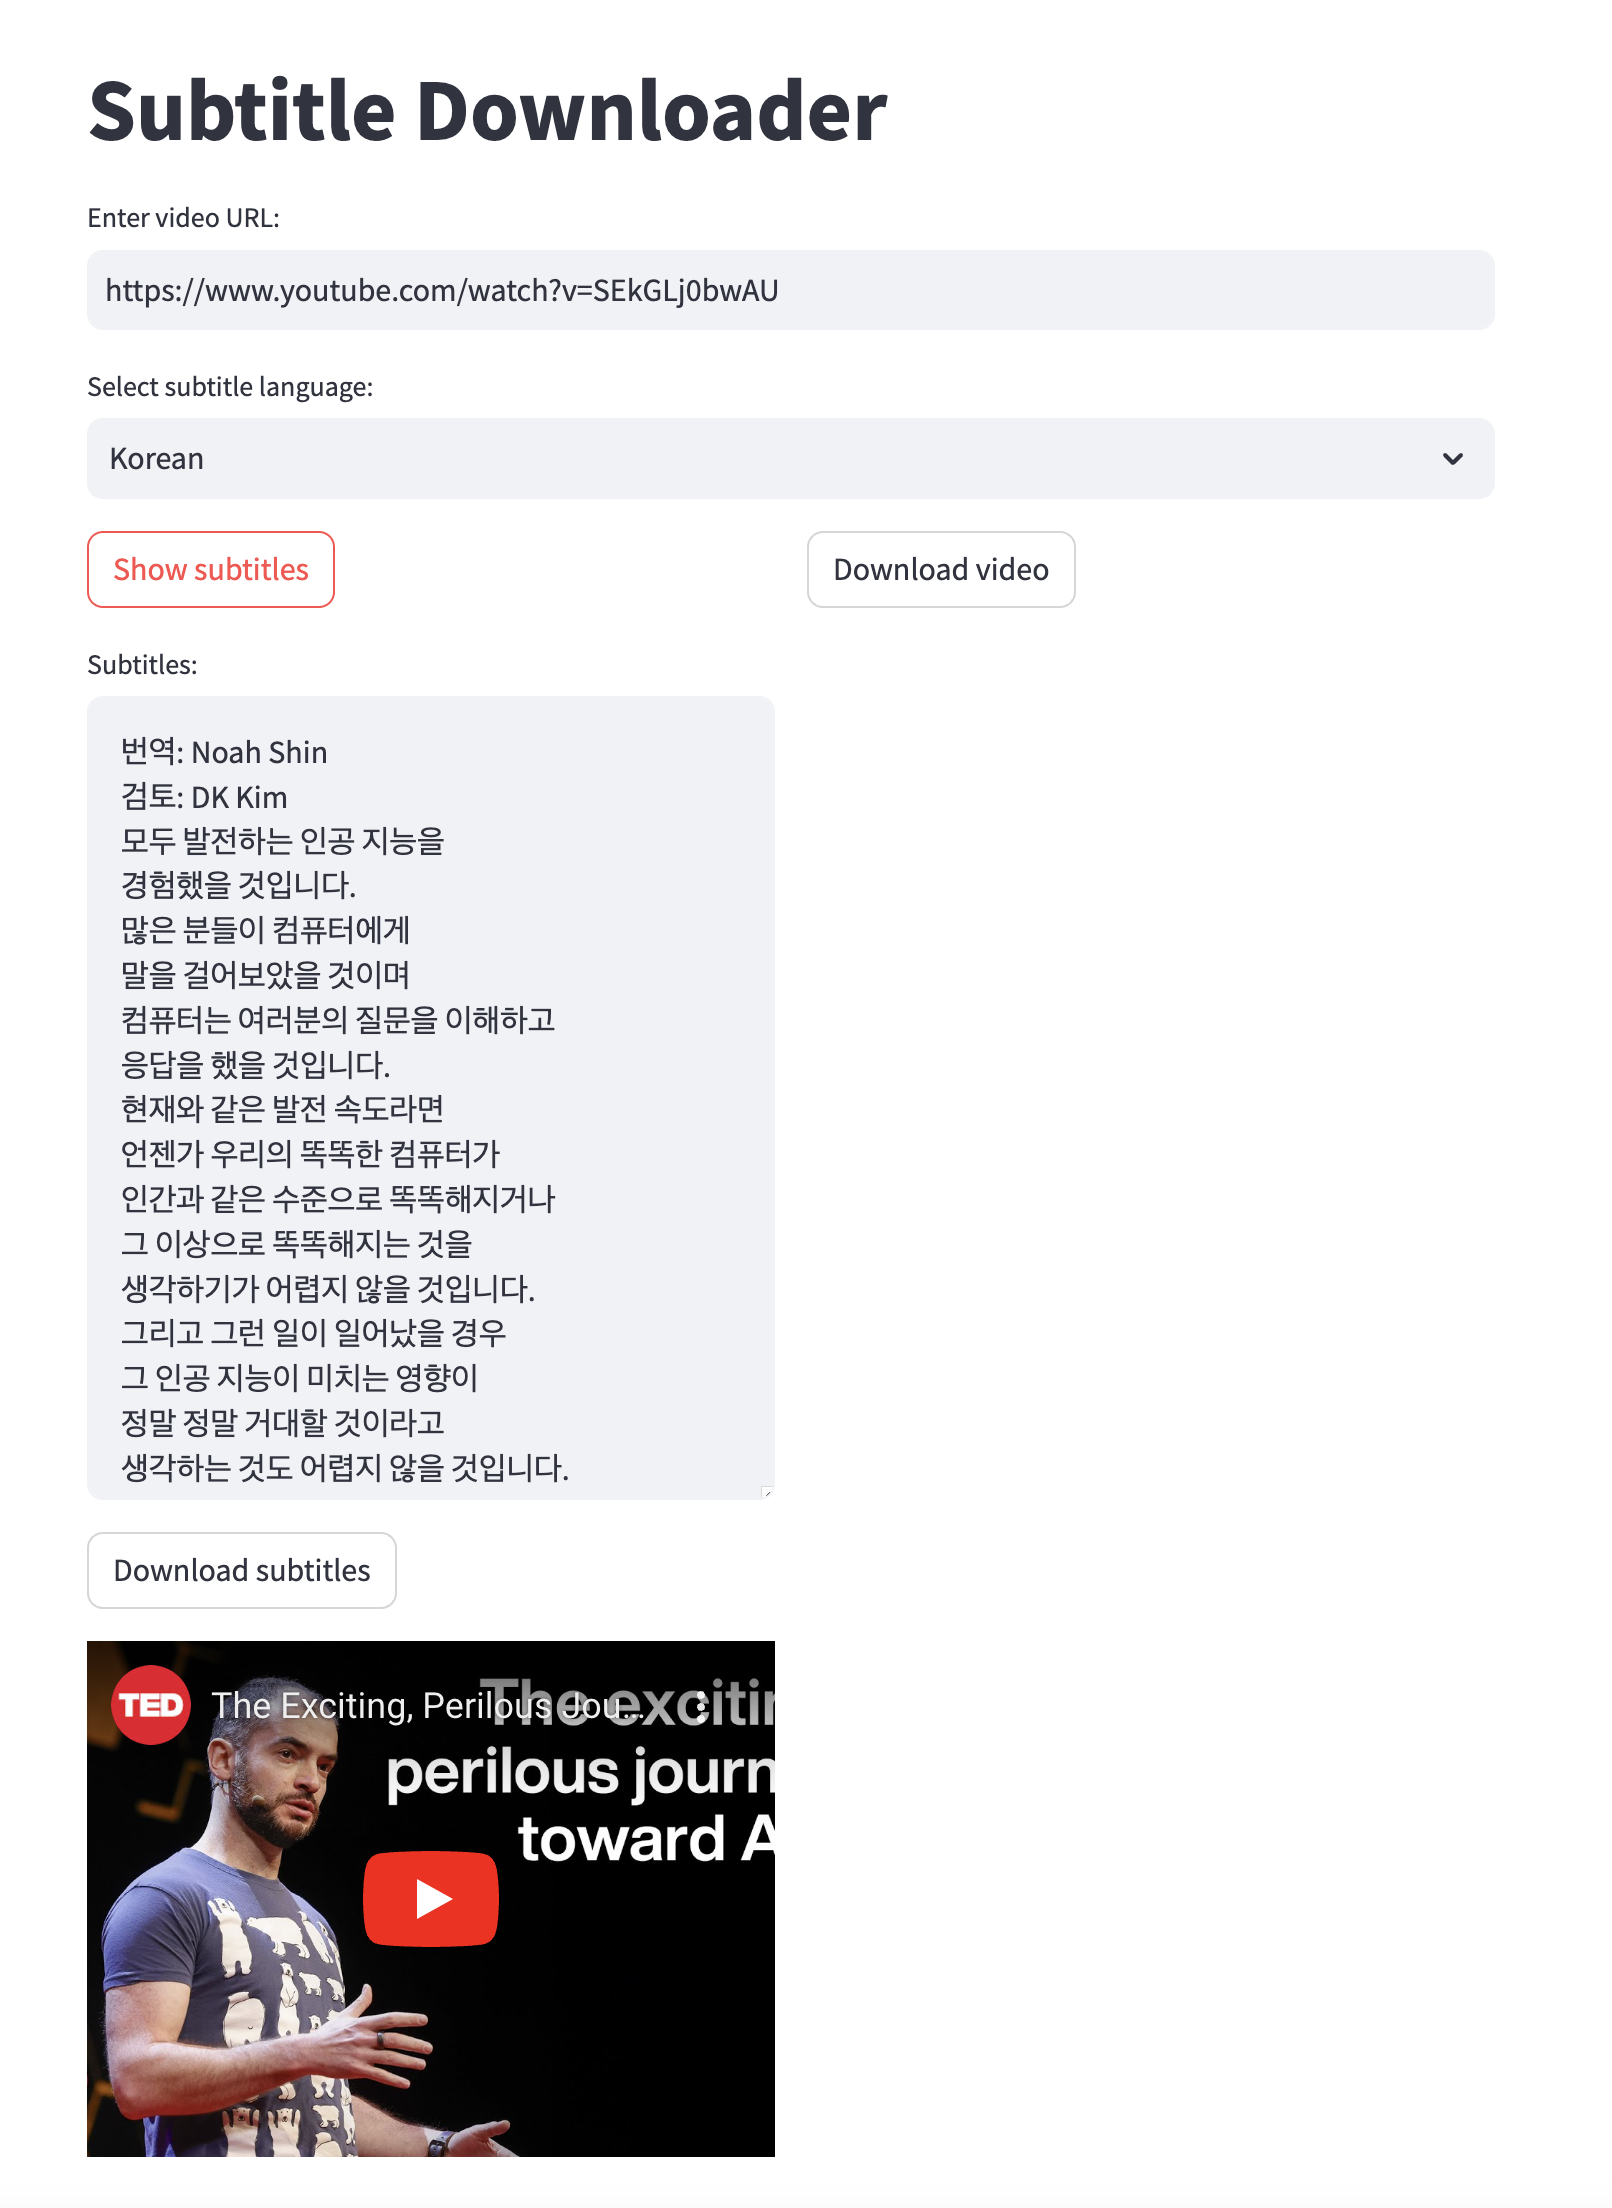 Subtitle Downloader
Enter video URL:
https://www.youtube.com/watch?v=SEkGLj0bwAU
Select subtitle language:
Korean
Show subtitles
Download video
Subtitles:
번역: Noah Shin
검토: DK Kim
모두 발전하는 인공 지능을
경험했을 것입니다.
많은 분들이 컴퓨터에게
말을 걸어보았을 것이며
컴퓨터는 여러분의 질문을 이해하고
응답을 했을 것입니다.
현재와 같은 발전 속도라면
언젠가 우리의 똑똑한 컴퓨터가
인간과 같은 수준으로 똑똑해지거나
그 이상으로 똑똑해지는 것을
생각하기가 어렵지 않을 것입니다.
그리고 그런 일이 일어났을 경우
그 인공 지능이 미치는 영향이
정말 정말 거대할 것이라고
생각하는 것도 어렵지 않을 것입니다.
Download subtitles
TED
The Exciting, Perilous Jou...
The excitin
perilous journ
toward A